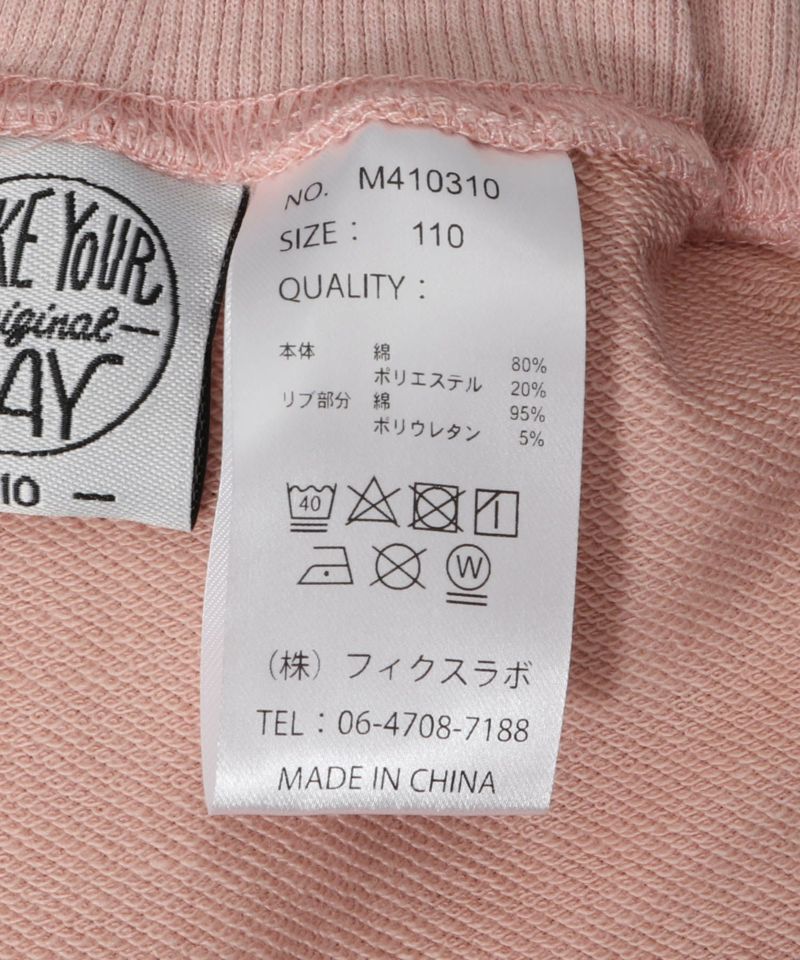 YOUR
AY
10 —
NO. M410310
SIZE : 110
QUALITY :
本体 綿 80%
ポリエステル 20%
リブ部分 綿 95%
ポリウレタン 5%
40
W
(株) フィクスラボ
TEL : 06-4708-7188
MADE IN CHINA